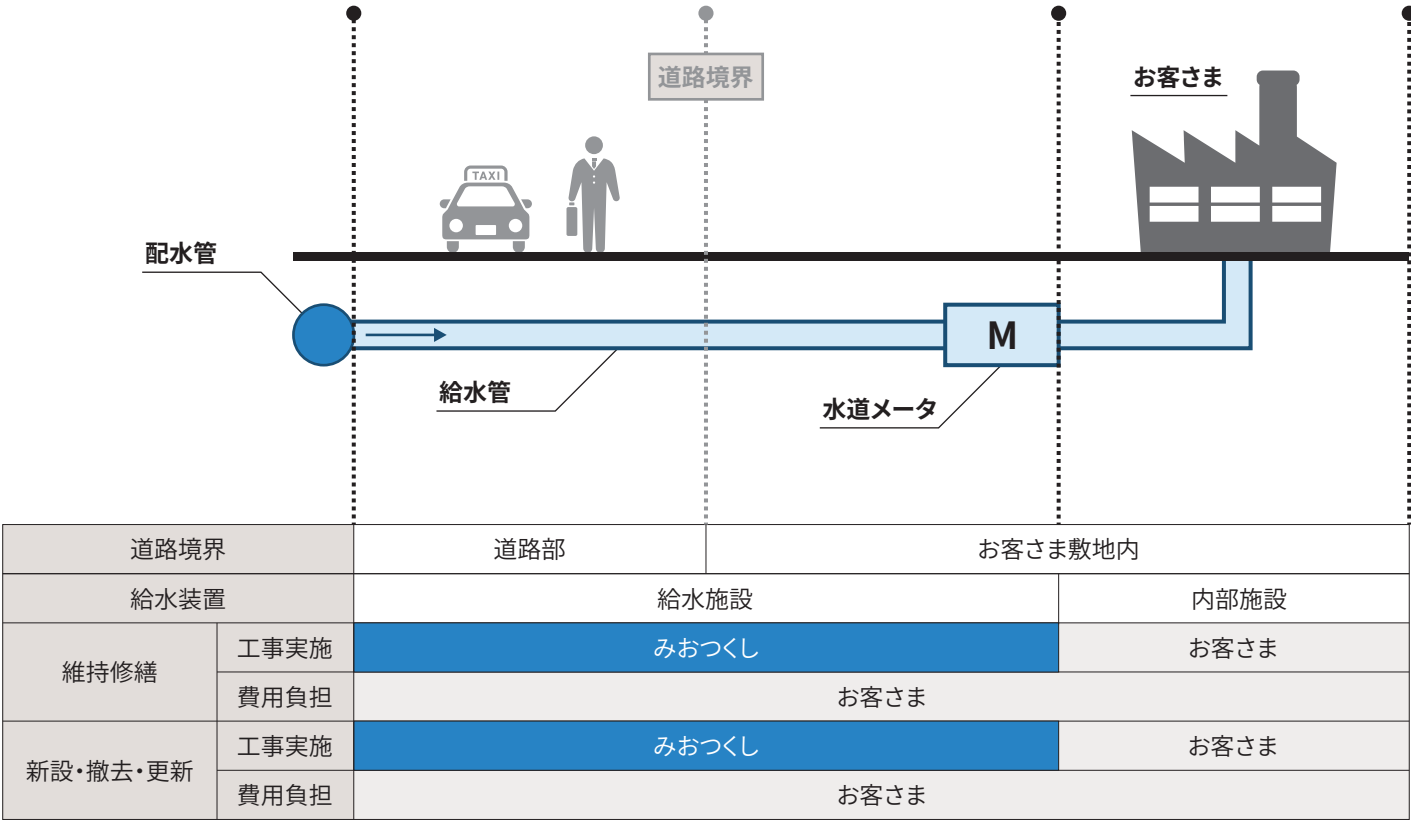 道路境界
お客さま
TAXI
配水管
M
給水管
水道メータ
道路境界 道路部 お客さま敷地内
給水装置 給水施設 内部施設
維持修繕 工事実施 みおつくし お客さま
費用負担 お客さま
新設・撤去・更新 工事実施 みおつくし お客さま
費用負担 お客さま